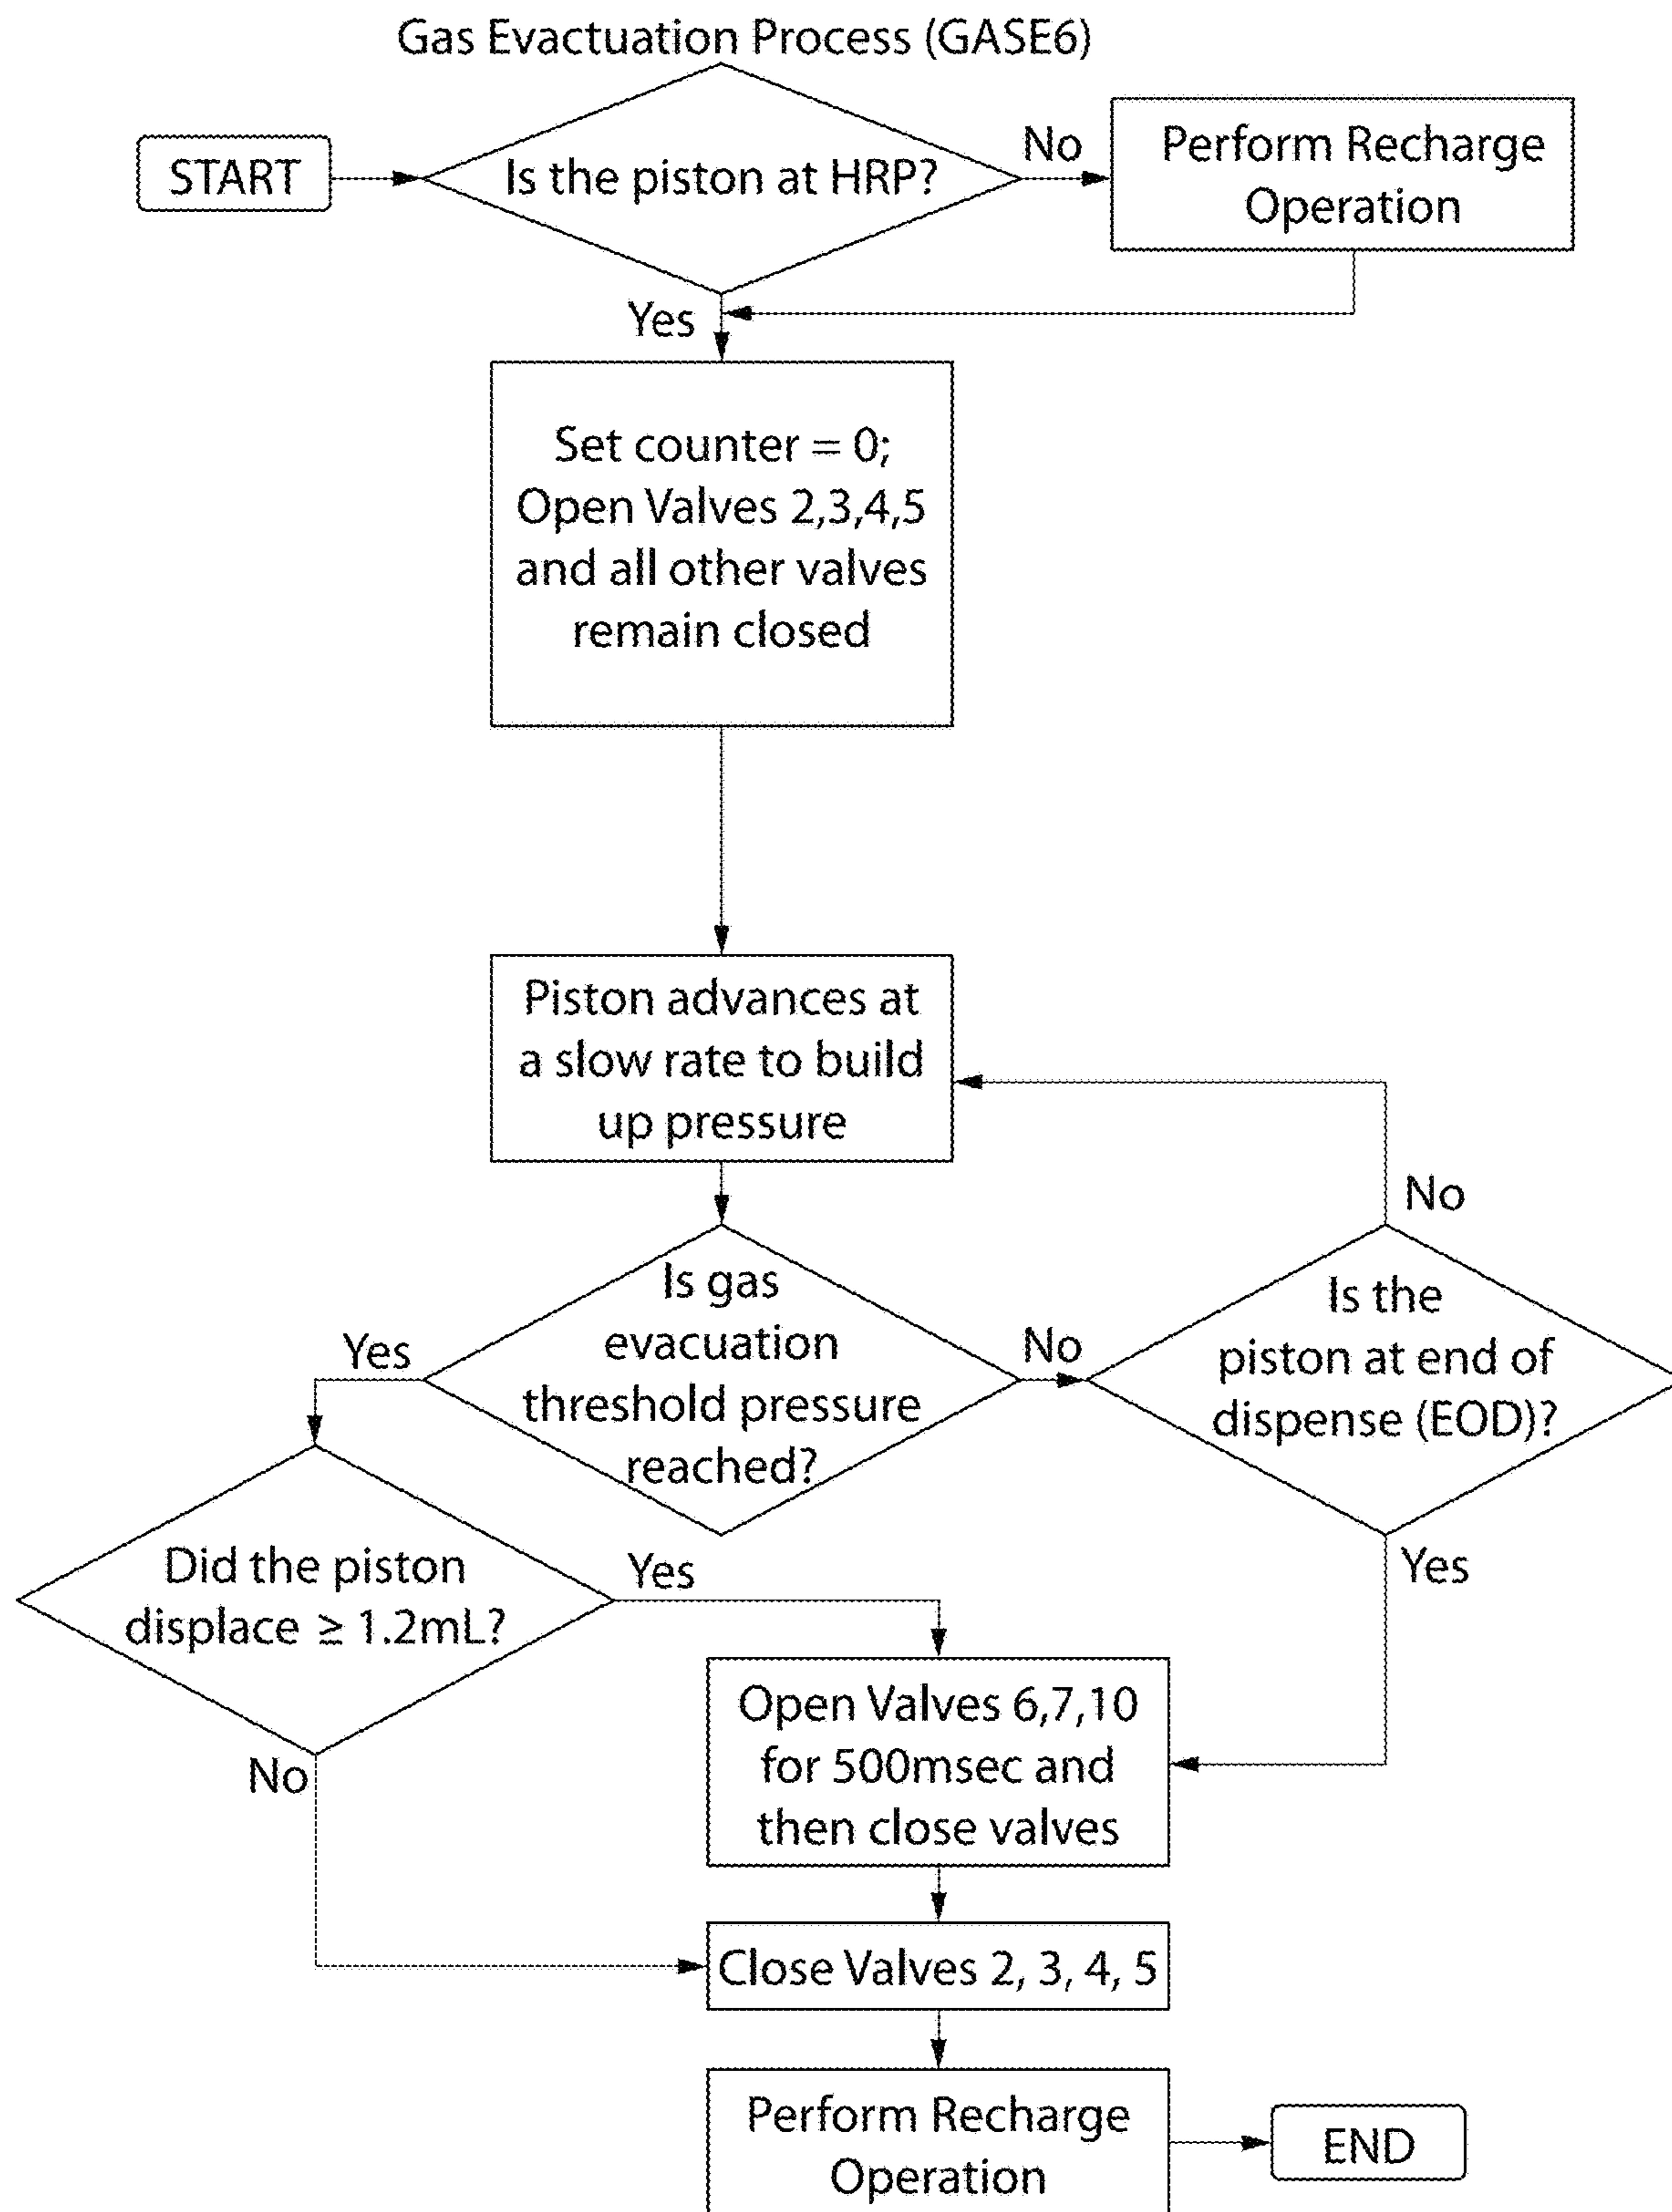 Gas Evactuation Process (GASE6)
START
Is the piston at HRP?
No
Perform Recharge
Operation
Yes
Set counter = 0;
Open Valves 2,3,4,5
and all other valves
remain closed
Piston advances at
a slow rate to build
up pressure
No
Is gas
evacuation
threshold pressure
reached?
Yes
No
Is the
piston at end of
dispense (EOD)?
Yes
Did the piston
displace ≥ 1.2mL?
Yes
No
Open Valves 6,7,10
for 500msec and
then close valves
Close Valves 2, 3, 4, 5
Perform Recharge
Operation
END